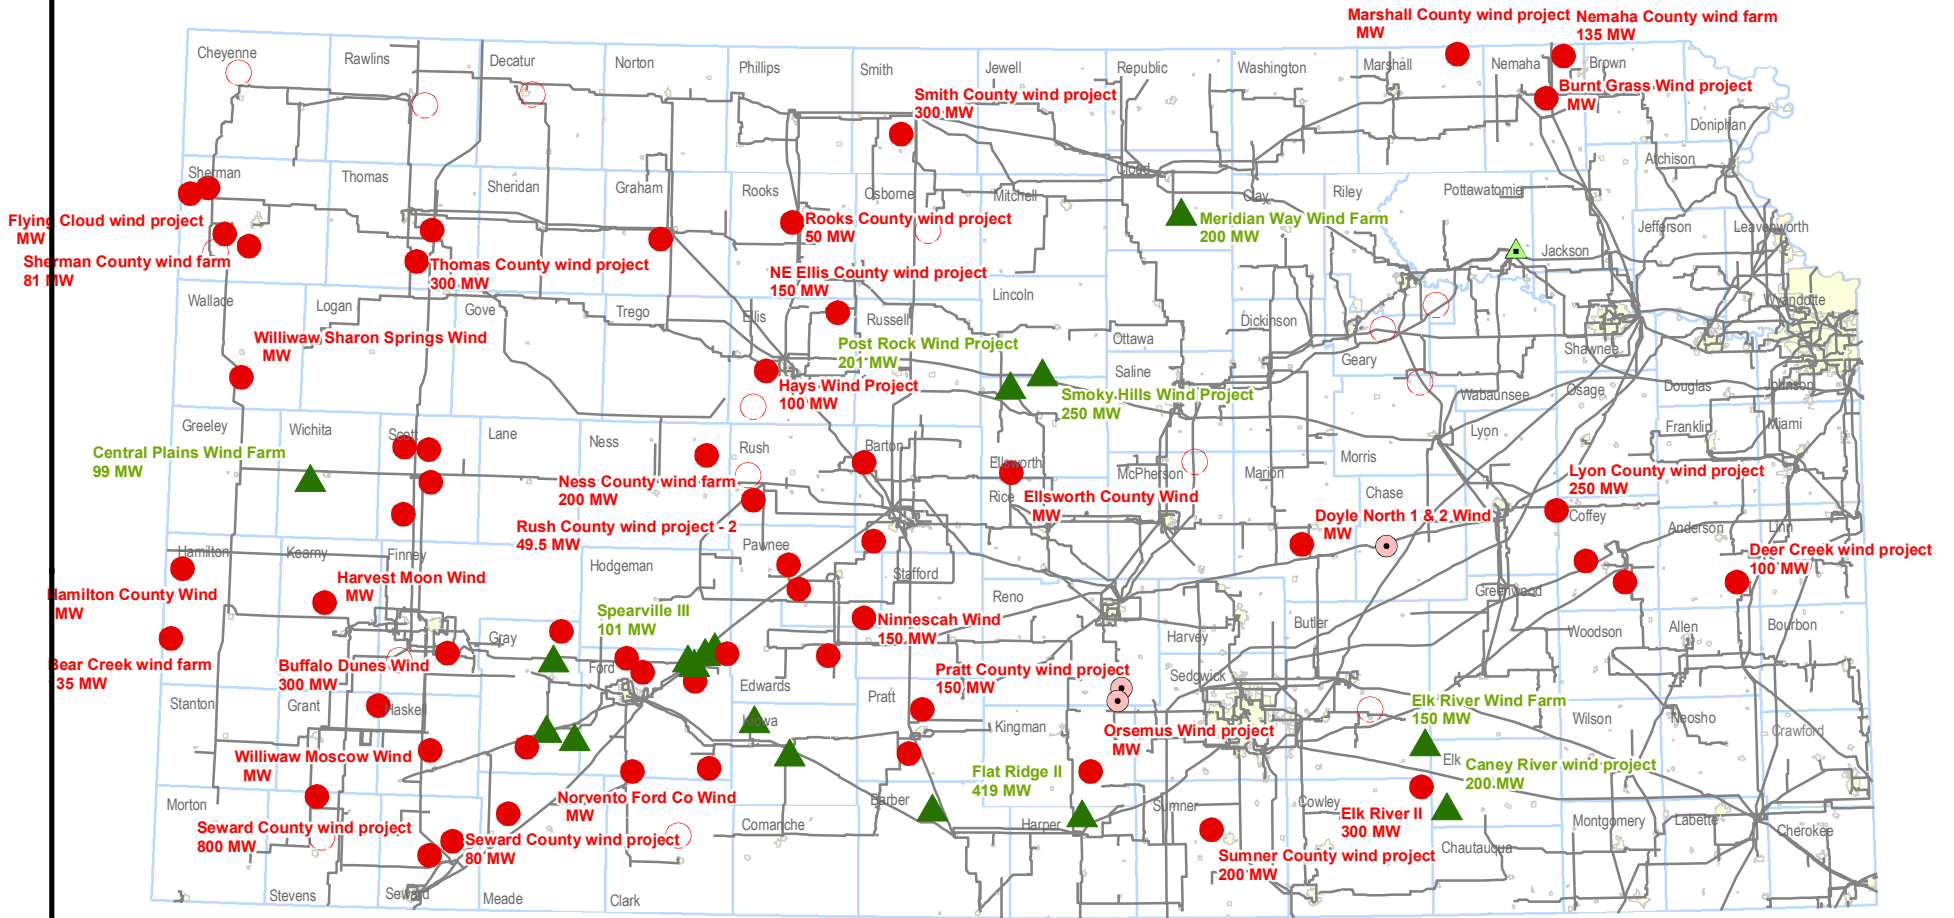 Marshall County wind project
MW
Nemaha County wind farm
135 MW
Cheyenne
Rawlins
Decatur
Norton
Phillips
Smith
Jewell
Republic
Washington
Marshall
Nemaha
Brown
Smith County wind project
300 MW
Burnt Grass Wind project
MW
Doniphan
Atchison
Cloud
Sherman
Thomas
Sheridan
Graham
Rooks
Osborne
Mitchell
Clay
Riley
Pottawatomie
Flying Cloud wind project
MW
Rooks County wind project
50 MW
Meridian Way Wind Farm
200 MW
Jefferson
Leavenworth
Jackson
Sherman County wind farm
81 MW
Thomas County wind project
300 MW
NE Ellis County wind project
150 MW
Wallace
Logan
Gove
Trego
Ellis
Russell
Lincoln
Dickinson
Wyandotte
Williwaw Sharon Springs Wind
MW
Post Rock Wind Project
201 MW
Ottawa
Geary
Shawnee
Saline
Hays Wind Project
100 MW
Smoky Hills Wind Project
250 MW
Wabaunsee
Osage
Douglas
Johnson
Greeley
Wichita
Scott
Lane
Ness
Rush
Barton
Ellsworth
McPherson
Marion
Morris
Lyon
Franklin
Miami
Central Plains Wind Farm
99 MW
Ness County wind farm
200 MW
Rice
Ellsworth County Wind
MW
Chase
Lyon County wind project
250 MW
Rush County wind project - 2
49.5 MW
Doyle North 1 & 2 Wind
MW
Coffey
Anderson
Linn
Hamilton
Kearny
Finney
Hodgeman
Pawnee
Stafford
Deer Creek wind project
100 MW
Harvest Moon Wind
MW
Hamilton County Wind
MW
Reno
Greenwood
Spearville III
101 MW
Ninnescah Wind
150 MW
Harvey
Butler
Woodson
Allen
Bourbon
Gray
Ford
Bear Creek wind farm
35 MW
Buffalo Dunes Wind
300 MW
Edwards
Pratt County wind project
150 MW
Sedgwick
Stanton
Grant
Haskell
Kiowa
Pratt
Kingman
Elk River Wind Farm
150 MW
Wilson
Neosho
Crawford
Orsemus Wind project
MW
Williwaw Moscow Wind
MW
Elk
Caney River wind project
200 MW
Flat Ridge II
419 MW
Morton
Norvento Ford Co Wind
MW
Barber
Sumner
Cowley
Elk River II
300 MW
Seward County wind project
800 MW
Comanche
Harper
Montgomery
Labette
Cherokee
Seward County wind project
80 MW
Sumner County wind project
200 MW
Chautauqua
Stevens
Seward
Meade
Clark